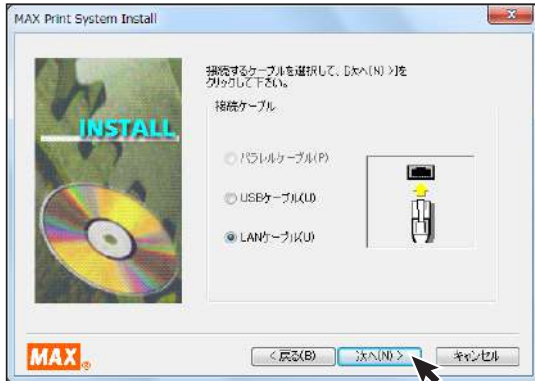 MAX Print System Install
接続するケーブルを選択して、[次へ(N) >]を
クリックして下さい。
接続ケーブル
INSTALL
パラレルケーブル(P)
USBケーブル(U)
LANケーブル(U)
MAX®
< 戻る(B)
次へ(N) >
キャンセル